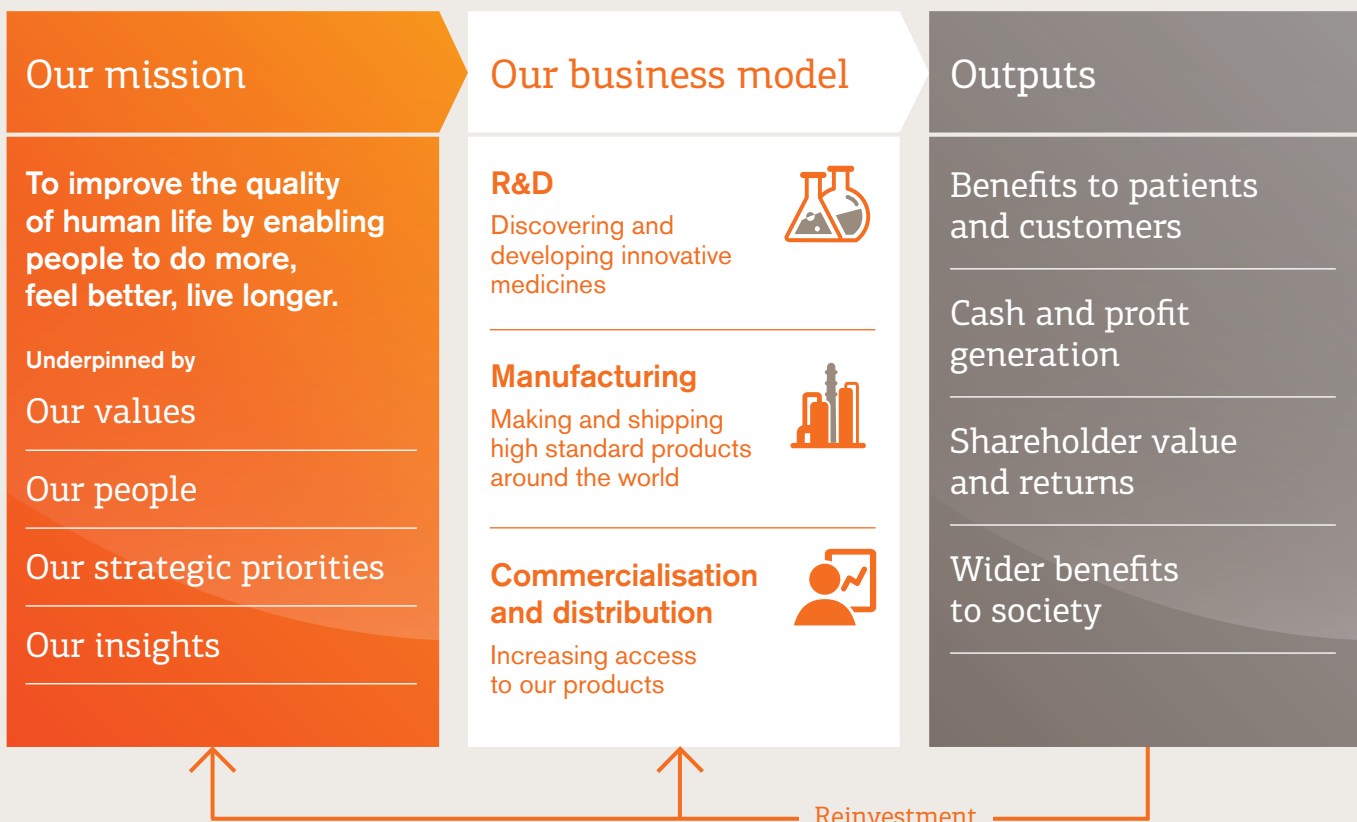 Our mission
To improve the quality
of human life by enabling
people to do more,
feel better, live longer.
Underpinned by
Our values
Our people
Our strategic priorities
Our insights
Our business model
R&D
Discovering and
developing innovative
medicines
Manufacturing
Making and shipping
high standard products
around the world
Commercialisation
and distribution
Increasing access
to our products
Outputs
Benefits to patients
and customers
Cash and profit
generation
Shareholder value
and returns
Wider benefits
to society
Reinvestment